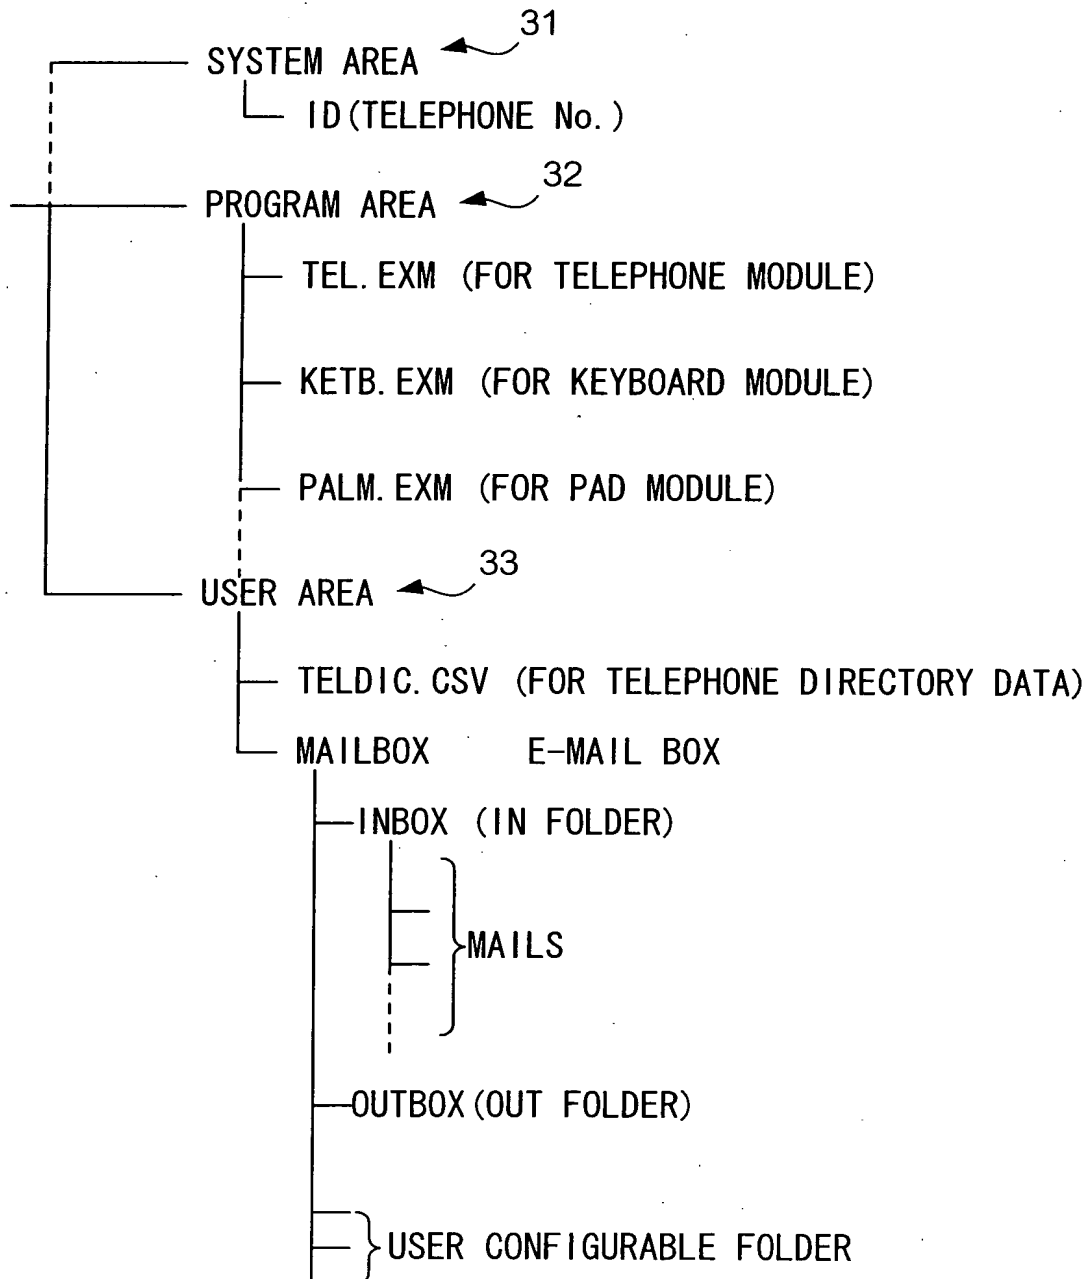 31
SYSTEM AREA
ID(TELEPHONE No.)
32
PROGRAM AREA
TEL.EXM (FOR TELEPHONE MODULE)
KETB.EXM (FOR KEYBOARD MODULE)
PALM.EXM (FOR PAD MODULE)
33
USER AREA
TELDIC.CSV (FOR TELEPHONE DIRECTORY DATA)
MAILBOX E-MAIL BOX
INBOX (IN FOLDER)
MAILS
OUTBOX(OUT FOLDER)
USER CONFIGURABLE FOLDER